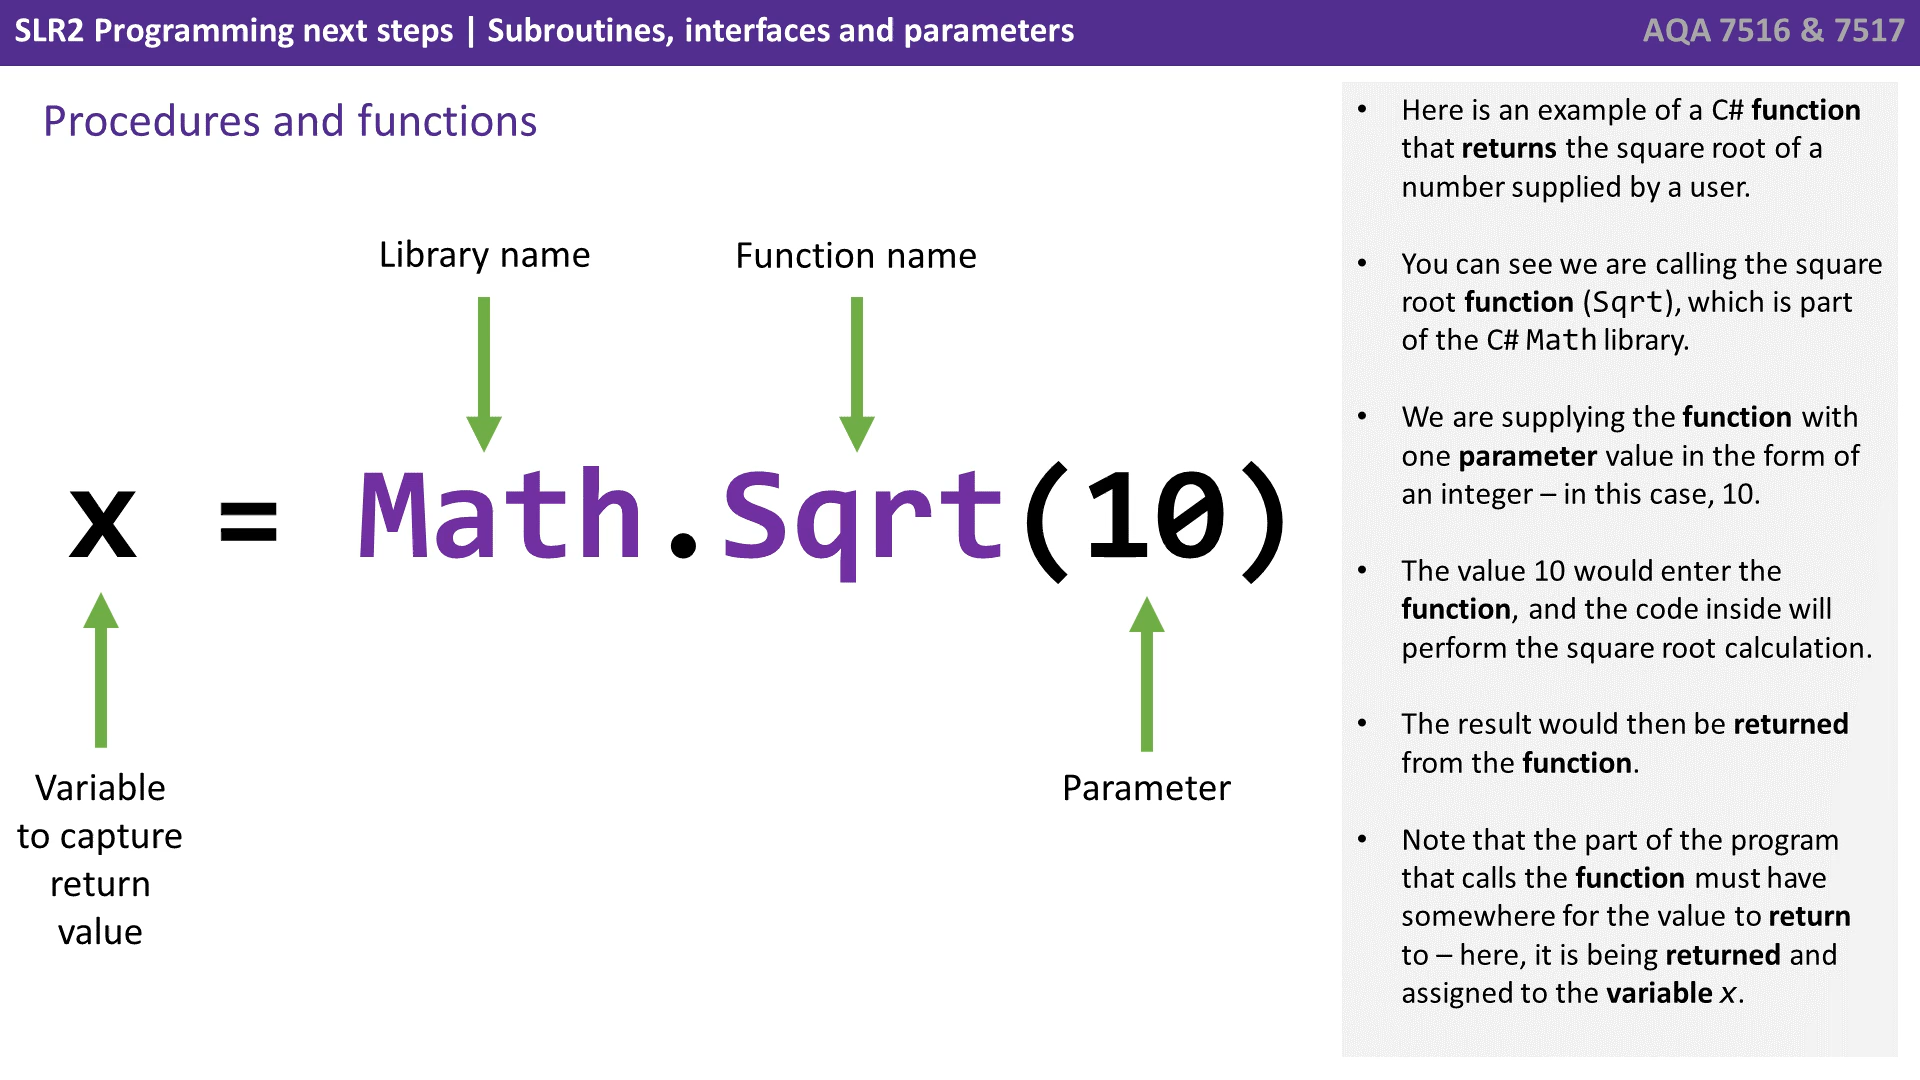 SLR2 Programming next steps | Subroutines, interfaces and parameters
AQA 7516 & 7517
Procedures and functions
Library name
Function name
x = Math.Sqrt(10)
Variable
to capture
return
value
Parameter
• Here is an example of a C# function
that returns the square root of a
number supplied by a user.
• You can see we are calling the square
root function (Sqrt), which is part
of the C# Math library.
• We are supplying the function with
one parameter value in the form of
an integer – in this case, 10.
• The value 10 would enter the
function, and the code inside will
perform the square root calculation.
• The result would then be returned
from the function.
• Note that the part of the program
that calls the function must have
somewhere for the value to return
to – here, it is being returned and
assigned to the variable x.